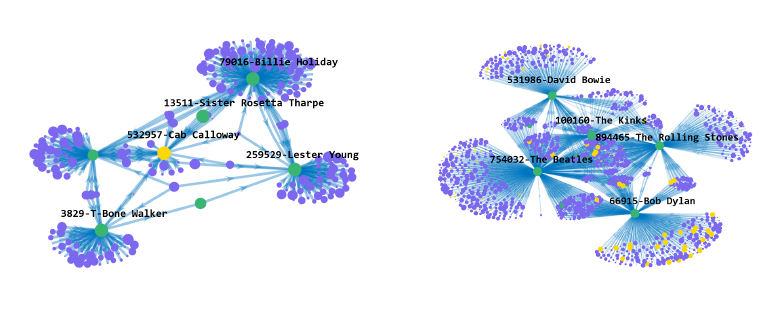 79016-Billie Holiday
13511-Sister Rosetta Tharpe
532957-Cab Calloway
259529-Lester Young
3829-T-Bone Walker
531986-David Bowie
100160-The Kinks
894465-The Rolling Stones
754032-The Beatles
66915-Bob Dylan